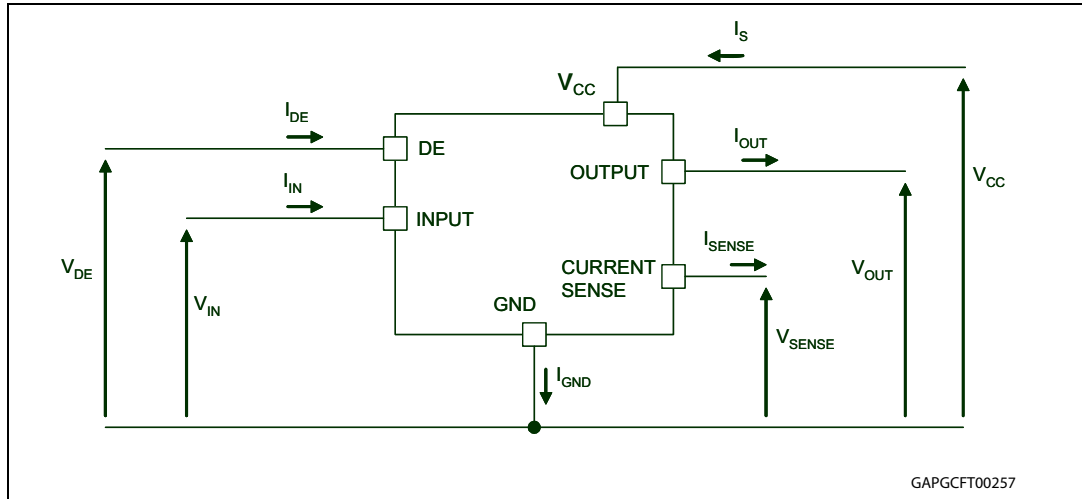 I_S
V_CC
I_DE
DE
I_OUT
OUTPUT
V_CC
I_IN
INPUT
I_SENSE
CURRENT
SENSE
V_DE
V_OUT
V_IN
GND
V_SENSE
I_GND
GAPGCFT00257